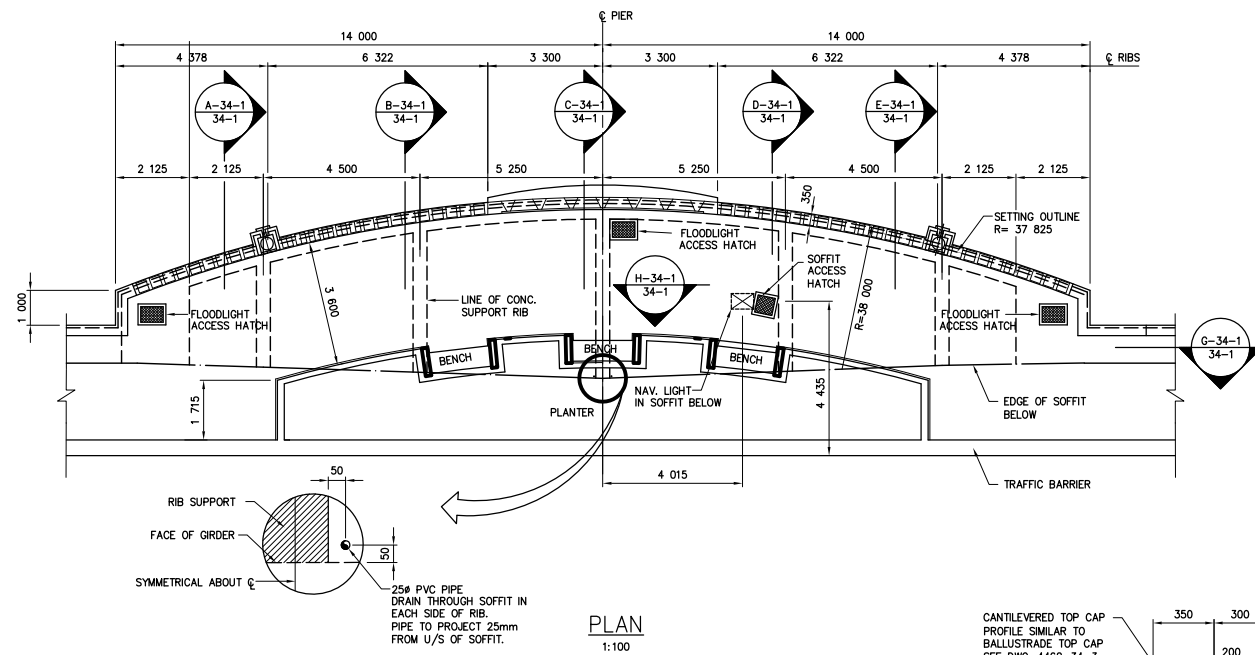 ℄ PIER
14 000 14 000
4 378 6 322 3 300 3 300 6 322 4 378 ℄ RIBS
A-34-1
34-1
B-34-1
34-1
C-34-1
34-1
D-34-1
34-1
E-34-1
34-1
2 125 2 125 4 500 5 250 5 250 4 500 2 125 2 125
350
SETTING OUTLINE
R= 37 825
FLOODLIGHT
ACCESS HATCH
SOFFIT
ACCESS
HATCH
H-34-1
34-1
1 000
FLOODLIGHT
ACCESS HATCH
3 600
LINE OF CONC.
SUPPORT RIB
R=38 000
FLOODLIGHT
ACCESS HATCH
G-34-1
34-1
BENCH
BENCH
BENCH
1 715
PLANTER
NAV. LIGHT
IN SOFFIT BELOW
4 435
EDGE OF SOFFIT
BELOW
4 015
TRAFFIC BARRIER
50
RIB SUPPORT
FACE OF GIRDER
50
SYMMETRICAL ABOUT ℄
25ø PVC PIPE
DRAIN THROUGH SOFFIT IN
EACH SIDE OF RIB.
PIPE TO PROJECT 25mm
FROM U/S OF SOFFIT.
PLAN
1:100
CANTILEVERED TOP CAP
PROFILE SIMILAR TO
BALLUSTRADE TOP CAP
350 300
200